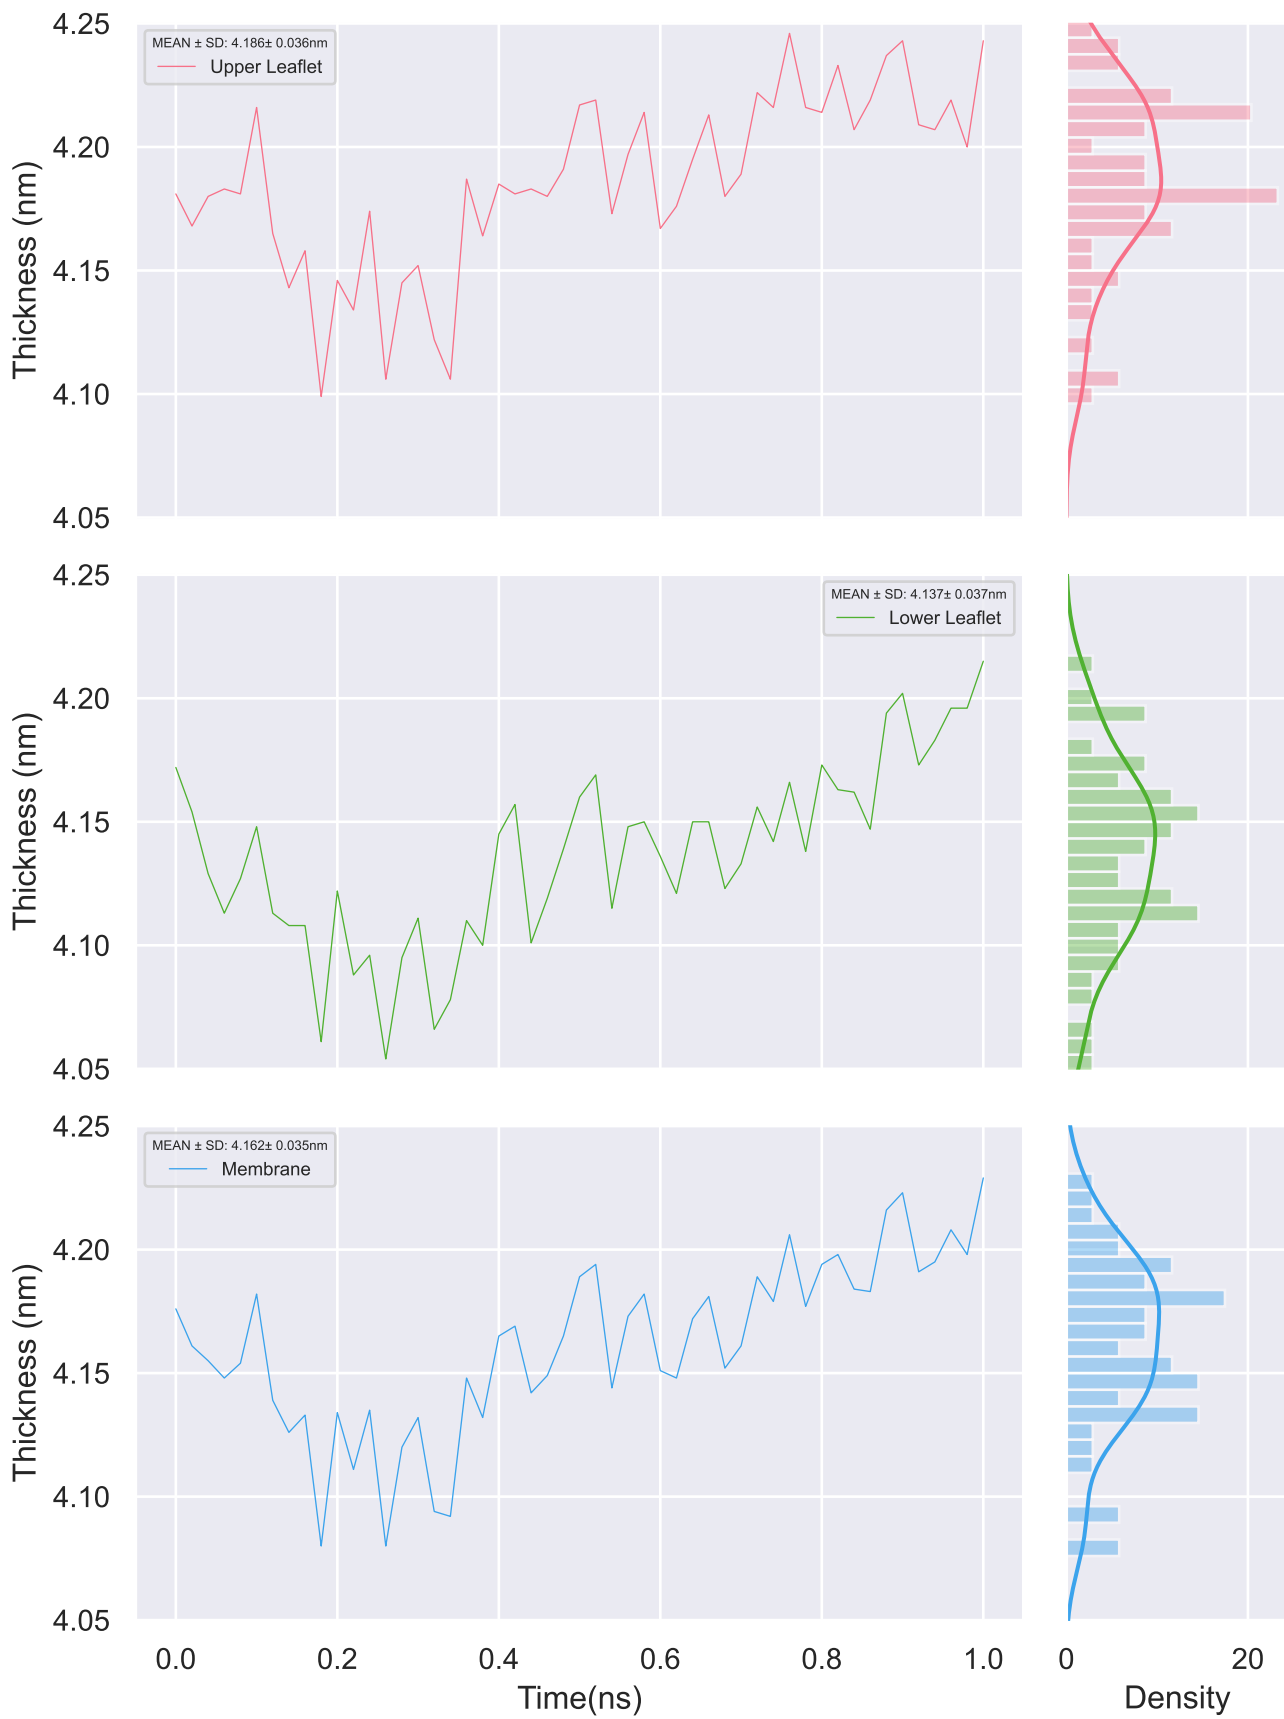 4.25
4.20
4.15
4.10
4.05
Thickness (nm)
MEAN ± SD: 4.186± 0.036nm
Upper Leaflet
4.25
4.20
4.15
4.10
4.05
Thickness (nm)
MEAN ± SD: 4.137± 0.037nm
Lower Leaflet
4.25
4.20
4.15
4.10
4.05
Thickness (nm)
MEAN ± SD: 4.162± 0.035nm
Membrane
0.0 0.2 0.4 0.6 0.8 1.0
Time(ns)
0 20
Density